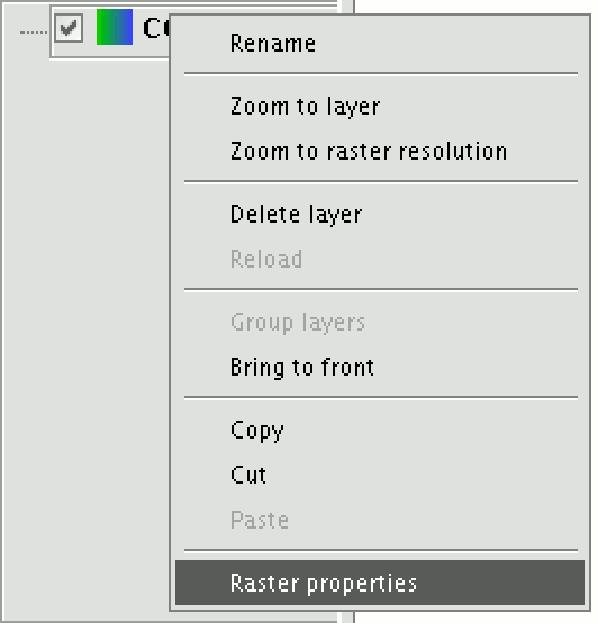 Rename
Zoom to layer
Zoom to raster resolution
Delete layer
Reload
Group layers
Bring to front
Copy
Cut
Paste
Raster properties